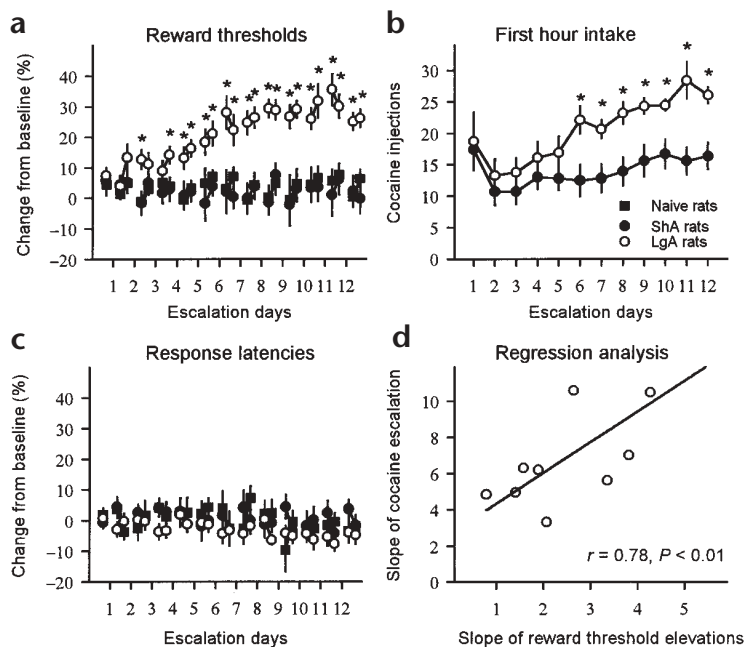 a
Reward thresholds
Change from baseline (%)
40
30
20
10
0
−10
−20
* * * * * * * * * * * * * * * * * * * *
1 2 3 4 5 6 7 8 9 10 11 12
Escalation days
b
First hour intake
Cocaine injections
30
25
20
15
10
5
0
* * * * * * *
Naive rats
ShA rats
LgA rats
1 2 3 4 5 6 7 8 9 10 11 12
Escalation days
c
Response latencies
Change from baseline (%)
40
30
20
10
0
−10
−20
1 2 3 4 5 6 7 8 9 10 11 12
Escalation days
d
Regression analysis
Slope of cocaine escalation
10
8
6
4
2
0
r = 0.78, P < 0.01
1 2 3 4 5
Slope of reward threshold elevations